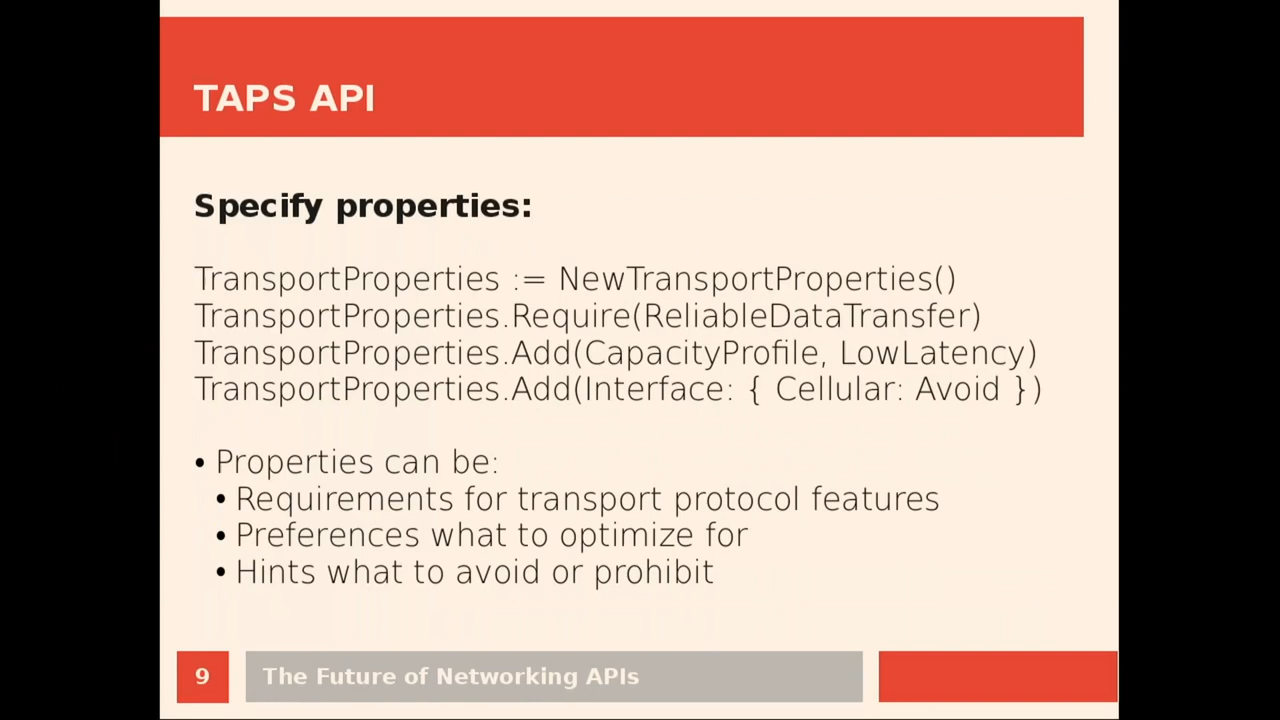 TAPS API
Specify properties:
TransportProperties := NewTransportProperties()
TransportProperties.Require(ReliableDataTransfer)
TransportProperties.Add(CapacityProfile, LowLatency)
TransportProperties.Add(Interface: { Cellular: Avoid })
• Properties can be:
• Requirements for transport protocol features
• Preferences what to optimize for
• Hints what to avoid or prohibit
9
The Future of Networking APIs